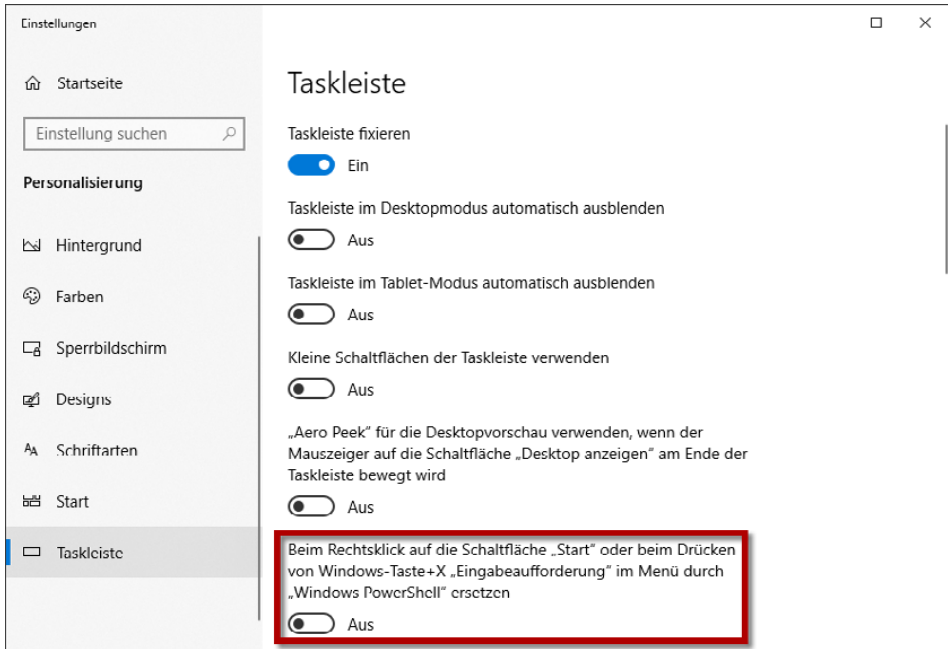 Einstellungen
Startseite
Einstellung suchen
Personalisierung
Hintergrund
Farben
Sperrbildschirm
Designs
Schriftarten
Start
Taskleiste
Taskleiste
Taskleiste fixieren
Ein
Taskleiste im Desktopmodus automatisch ausblenden
Aus
Taskleiste im Tablet-Modus automatisch ausblenden
Aus
Kleine Schaltflächen der Taskleiste verwenden
Aus
„Aero Peek“ für die Desktopvorschau verwenden, wenn der
Mauszeiger auf die Schaltfläche „Desktop anzeigen“ am Ende der
Taskleiste bewegt wird
Aus
Beim Rechtsklick auf die Schaltfläche „Start“ oder beim Drücken
von Windows-Taste+X „Eingabeaufforderung“ im Menü durch
„Windows PowerShell“ ersetzen
Aus